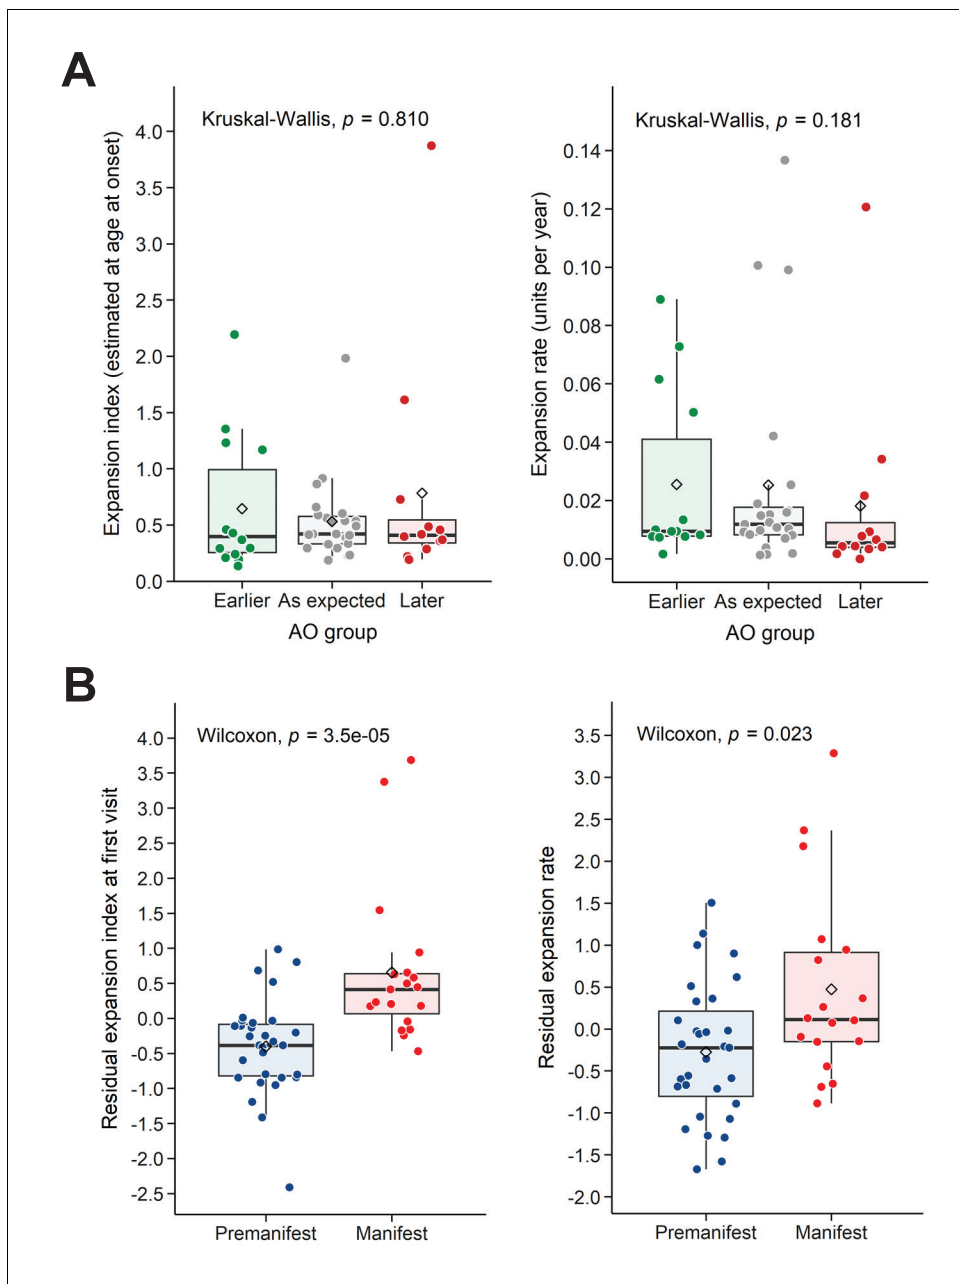 A
Kruskal-Wallis, p = 0.810
Expansion index (estimated at age at onset)
4.0
3.5
3.0
2.5
2.0
1.5
1.0
0.5
0.0
Earlier
As expected
Later
AO group
Kruskal-Wallis, p = 0.181
Expansion rate (units per year)
0.14
0.12
0.10
0.08
0.06
0.04
0.02
0.00
Earlier
As expected
Later
AO group
B
Wilcoxon, p = 3.5e-05
Residual expansion index at first visit
4.0
3.5
3.0
2.5
2.0
1.5
1.0
0.5
0.0
-0.5
-1.0
-1.5
-2.0
-2.5
Premanifest
Manifest
Wilcoxon, p = 0.023
Residual expansion rate
3.5
3.0
2.5
2.0
1.5
1.0
0.5
0.0
-0.5
-1.0
-1.5
-2.0
Premanifest
Manifest